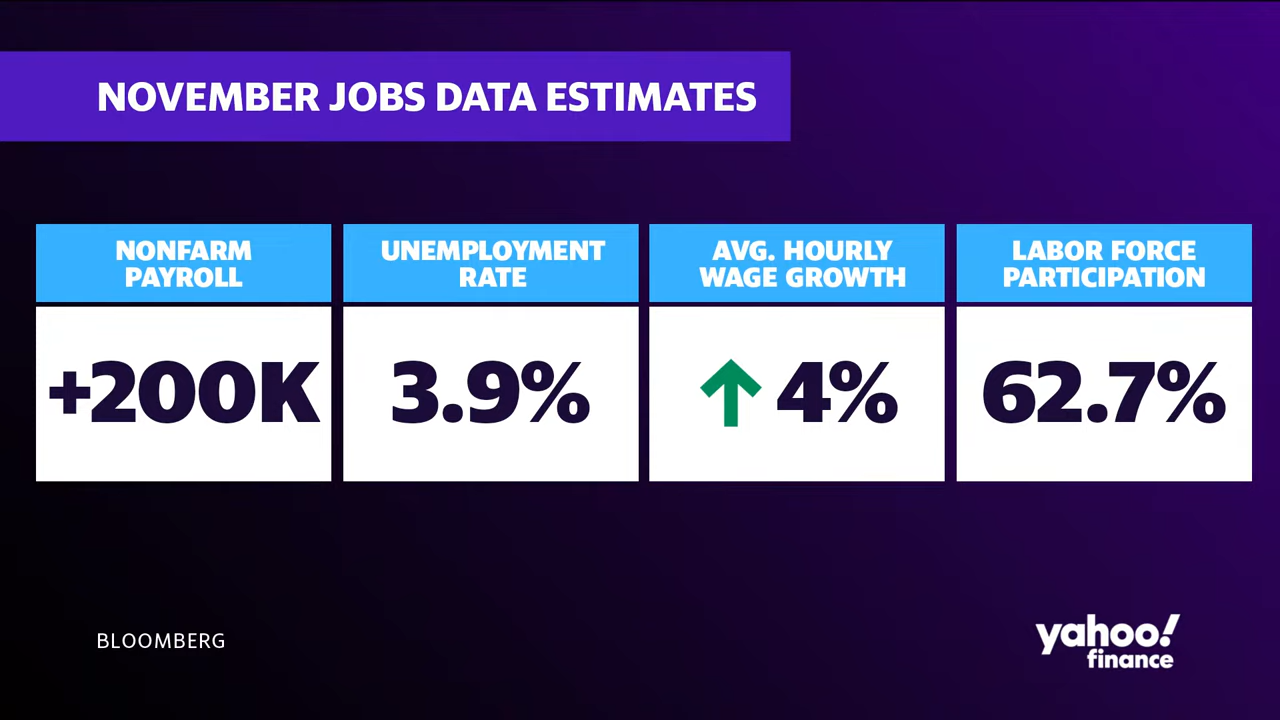 NOVEMBER JOBS DATA ESTIMATES
NONFARM
PAYROLL
+200K
UNEMPLOYMENT
RATE
3.9%
AVG. HOURLY
WAGE GROWTH
↑ 4%
LABOR FORCE
PARTICIPATION
62.7%
BLOOMBERG
yahoo!
finance